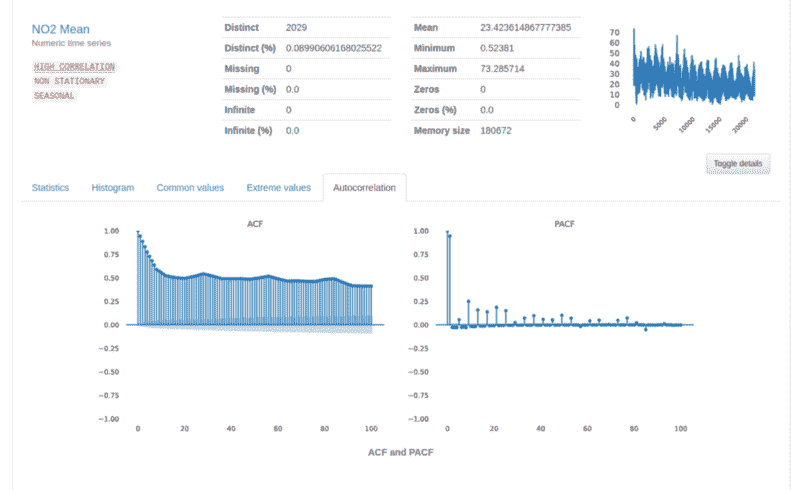 NO2 Mean
Numeric time series
HIGH CORRELATION
NON STATIONARY
SEASONAL
Distinct 2029
Distinct (%) 0.08990606168025522
Missing 0
Missing (%) 0.0
Infinite 0
Infinite (%) 0.0
Mean 23.423614867777385
Minimum 0.52381
Maximum 73.285714
Zeros 0
Zeros (%) 0.0
Memory size 180672
70
60
50
40
30
20
10
0
0 5000 10000 15000 20000
Toggle details
Statistics Histogram Common values Extreme values Autocorrelation
ACF PACF
1.00 1.00
0.75 0.75
0.50 0.50
0.25 0.25
0.00 0.00
−0.25 −0.25
−0.50 −0.50
−0.75 −0.75
−1.00 −1.00
0 20 40 60 80 100 0 20 40 60 80 100
ACF and PACF